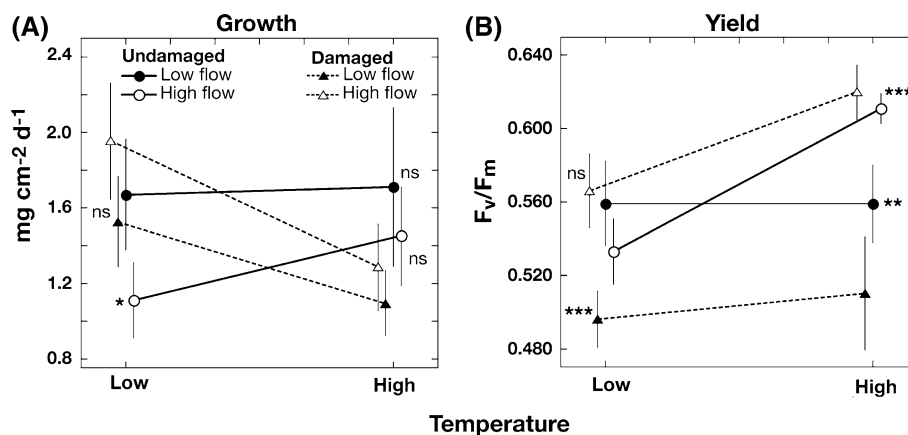 (A) Growth
mg cm-2 d-1
2.4
2.0
1.6
1.2
0.8
Undamaged
Low flow
High flow
Damaged
Low flow
High flow
ns
*
ns
ns
Low High
(B) Yield
Fv/Fm
0.640
0.600
0.560
0.520
0.480
ns
***
***
**
Low High
Temperature